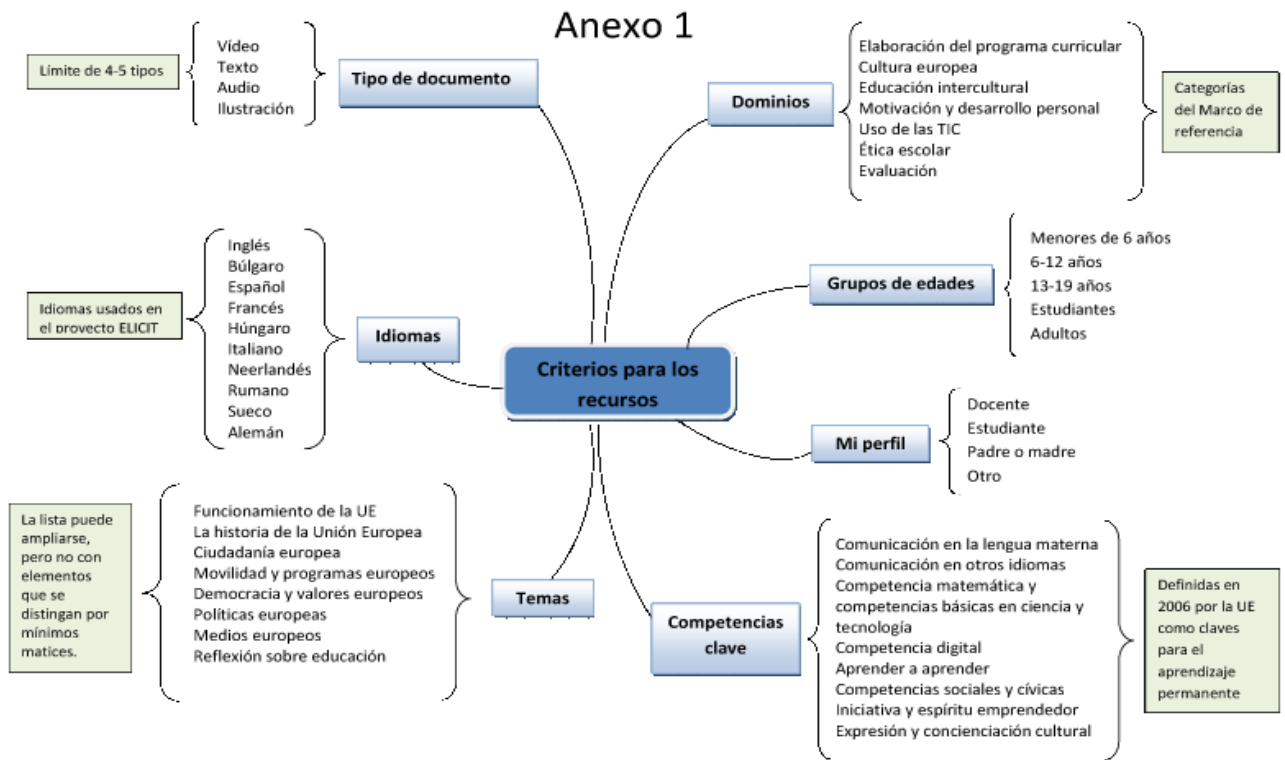 Anexo 1
Límite de 4-5 tipos
Vídeo
Texto
Audio
Ilustración
Tipo de documento
Dominios
Elaboración del programa curricular
Cultura europea
Educación intercultural
Motivación y desarrollo personal
Uso de las TIC
Ética escolar
Evaluación
Categorías
del Marco de
referencia
Idiomas usados en
el proyecto ELICIT
Inglés
Búlgaro
Español
Francés
Húngaro
Italiano
Neerlandés
Rumano
Sueco
Alemán
Idiomas
Grupos de edades
Menores de 6 años
6-12 años
13-19 años
Estudiantes
Adultos
Criterios para los
recursos
Mi perfil
Docente
Estudiante
Padre o madre
Otro
La lista puede
ampliarse,
pero no con
elementos
que se
distingan por
mínimos
matices.
Funcionamiento de la UE
La historia de la Unión Europea
Ciudadanía europea
Movilidad y programas europeos
Democracia y valores europeos
Políticas europeas
Medios europeos
Reflexión sobre educación
Temas
Competencias
clave
Comunicación en la lengua materna
Comunicación en otros idiomas
Competencia matemática y
competencias básicas en ciencia y
tecnología
Competencia digital
Aprender a aprender
Competencias sociales y cívicas
Iniciativa y espíritu emprendedor
Expresión y concienciación cultural
Definidas en
2006 por la UE
como claves
para el
aprendizaje
permanente